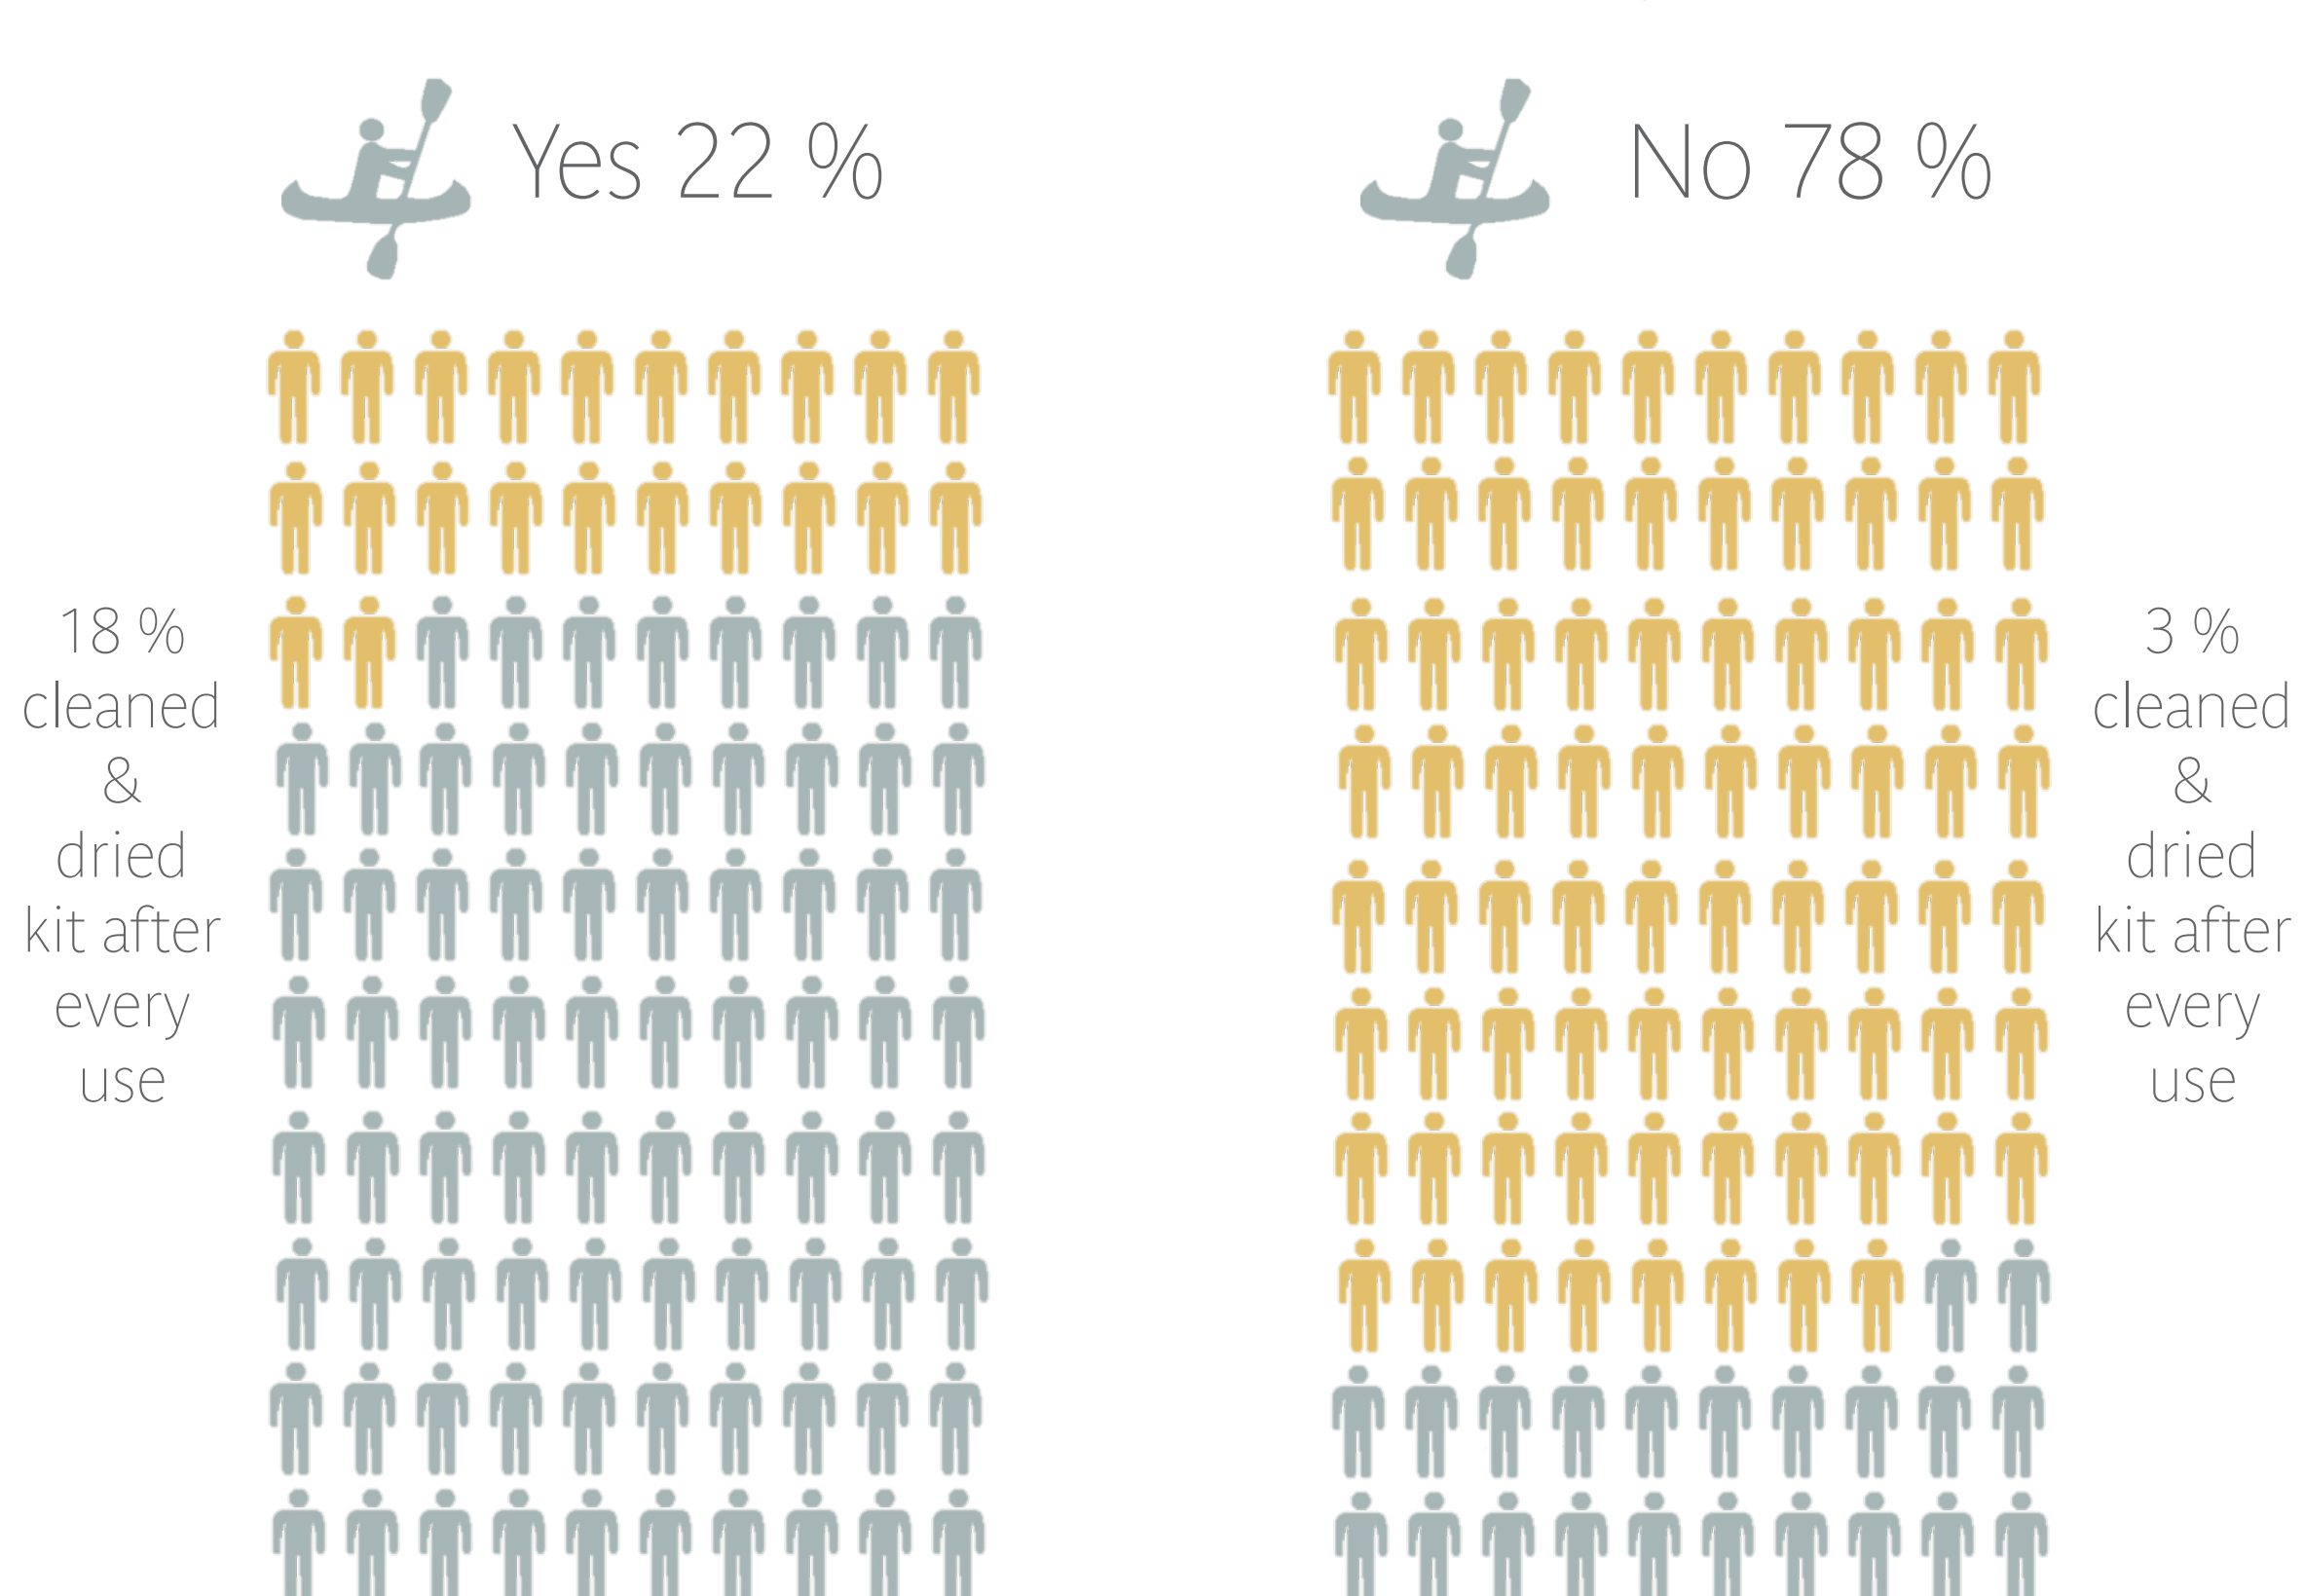 Yes 22 %
No 78 %
18 %
cleaned
&
dried
kit after
every
use
3 %
cleaned
&
dried
kit after
every
use